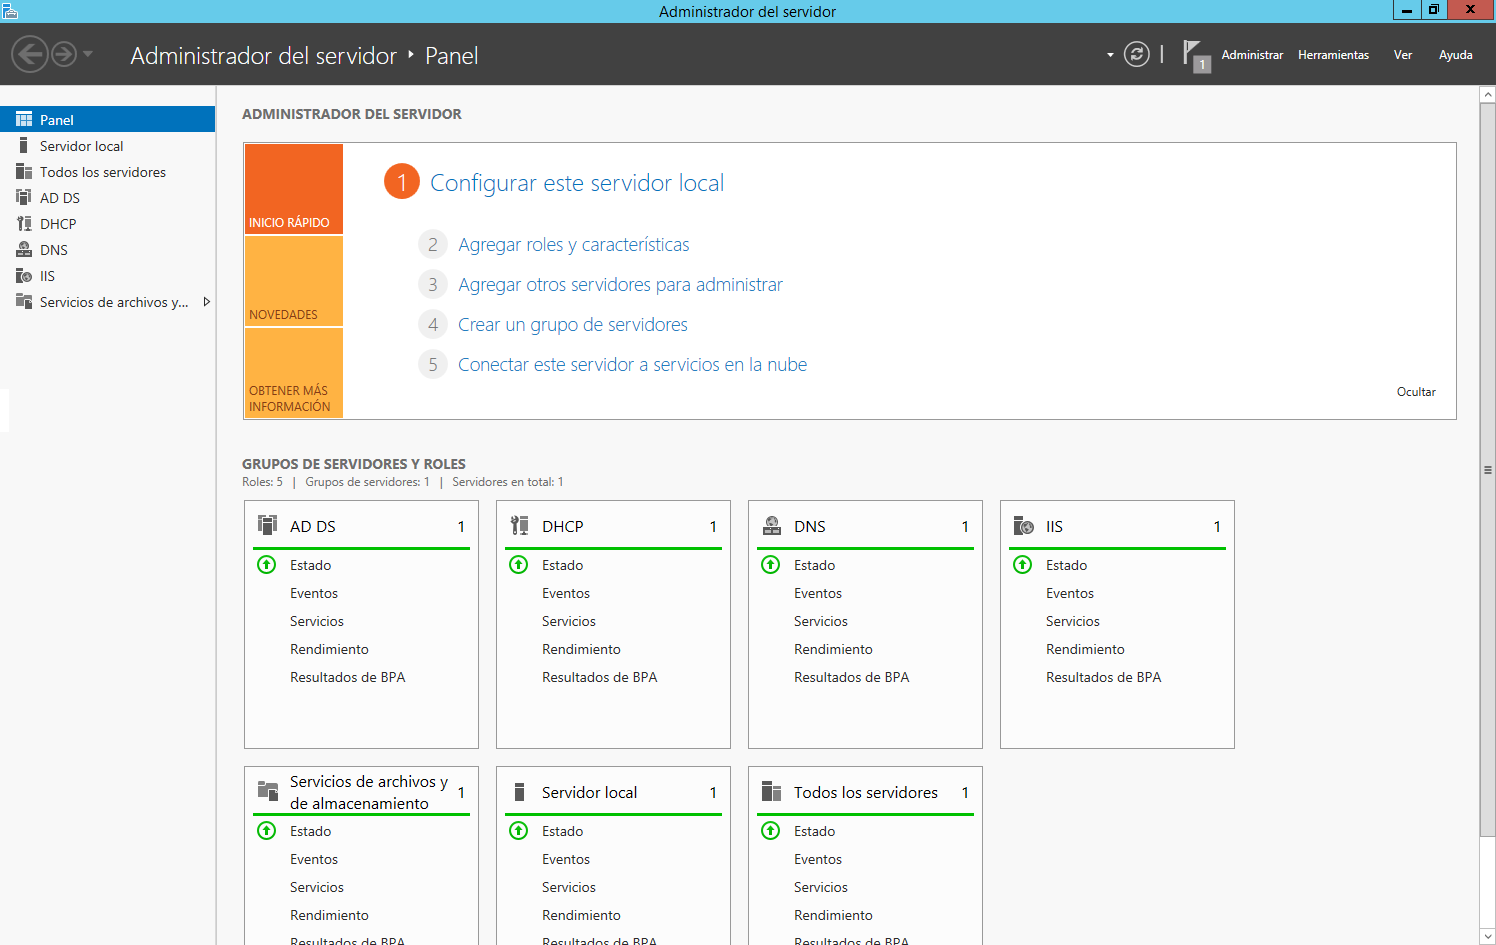 Administrador del servidor
Administrador del servidor ‣ Panel
1
Administrar
Herramientas
Ver
Ayuda
Panel
Servidor local
Todos los servidores
AD DS
DHCP
DNS
IIS
Servicios de archivos y...
ADMINISTRADOR DEL SERVIDOR
INICIO RÁPIDO
NOVEDADES
OBTENER MÁS
INFORMACIÓN
1 Configurar este servidor local
2 Agregar roles y características
3 Agregar otros servidores para administrar
4 Crear un grupo de servidores
5 Conectar este servidor a servicios en la nube
Ocultar
GRUPOS DE SERVIDORES Y ROLES
Roles: 5 | Grupos de servidores: 1 | Servidores en total: 1
AD DS 1
Estado
Eventos
Servicios
Rendimiento
Resultados de BPA
DHCP 1
Estado
Eventos
Servicios
Rendimiento
Resultados de BPA
DNS 1
Estado
Eventos
Servicios
Rendimiento
Resultados de BPA
IIS 1
Estado
Eventos
Servicios
Rendimiento
Resultados de BPA
Servicios de archivos y
de almacenamiento 1
Estado
Eventos
Servicios
Rendimiento
Resultados de BPA
Servidor local 1
Estado
Eventos
Servicios
Rendimiento
Resultados de BPA
Todos los servidores 1
Estado
Eventos
Servicios
Rendimiento
Resultados de BPA